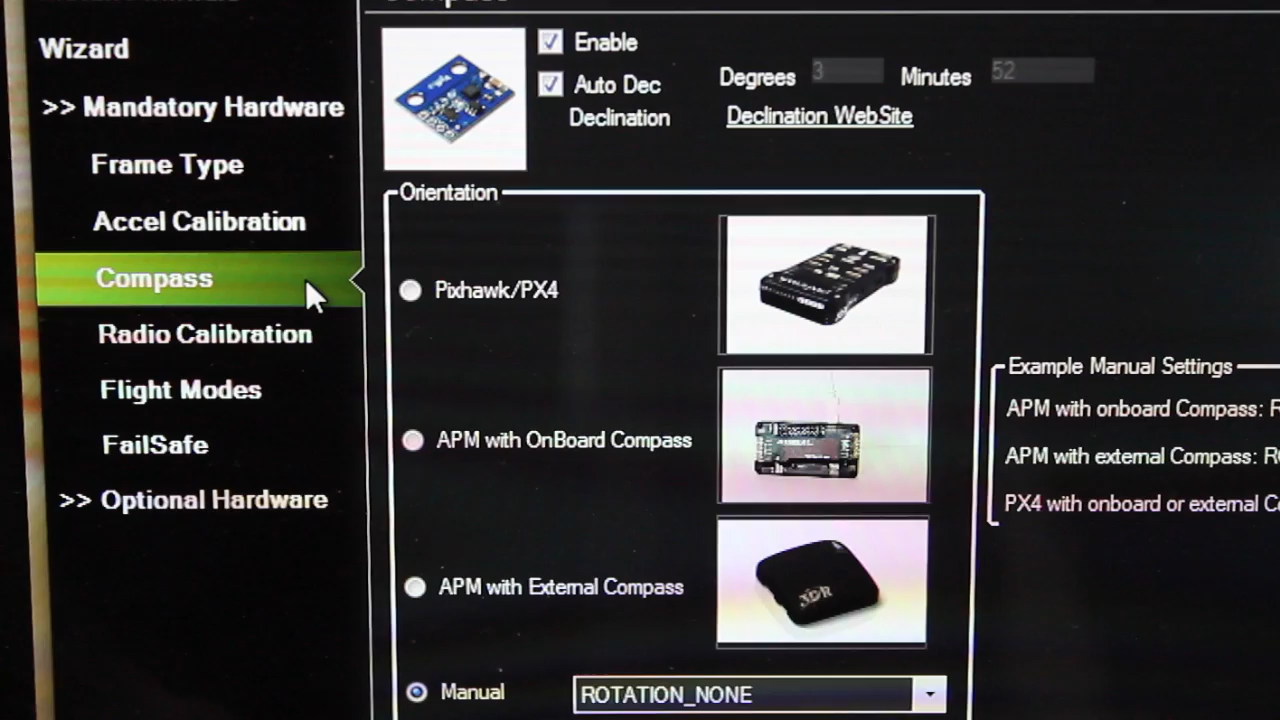 Wizard
>> Mandatory Hardware
Frame Type
Accel Calibration
Compass
Radio Calibration
Flight Modes
FailSafe
>> Optional Hardware
Compass
Enable
Auto Dec
Declination
Degrees 3 Minutes 52
Declination WebSite
Orientation
Pixhawk/PX4
APM with OnBoard Compass
APM with External Compass
3DR
Manual ROTATION_NONE
Example Manual Settings
APM with onboard Compass:
APM with external Compass:
PX4 with onboard or external